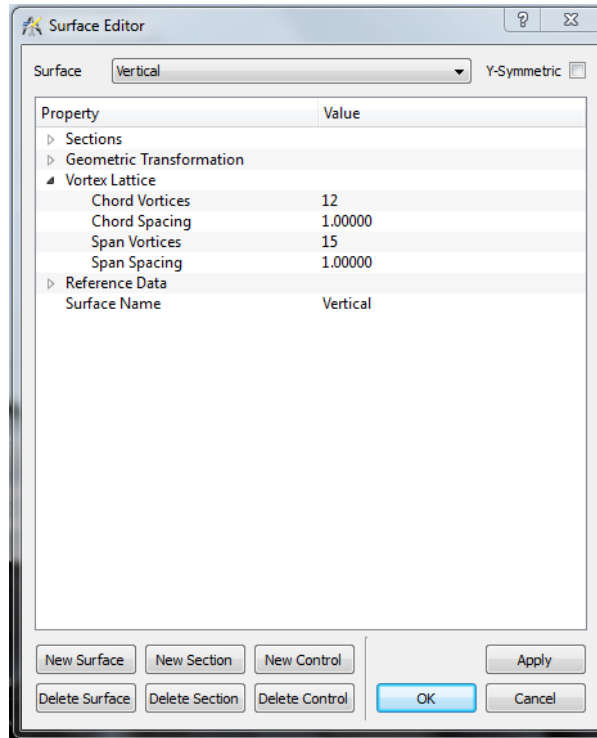 Surface Editor
Surface Vertical Y-Symmetric
Property Value
Sections
Geometric Transformation
Vortex Lattice
Chord Vortices 12
Chord Spacing 1.00000
Span Vortices 15
Span Spacing 1.00000
Reference Data
Surface Name Vertical
New Surface New Section New Control Apply
Delete Surface Delete Section Delete Control OK Cancel